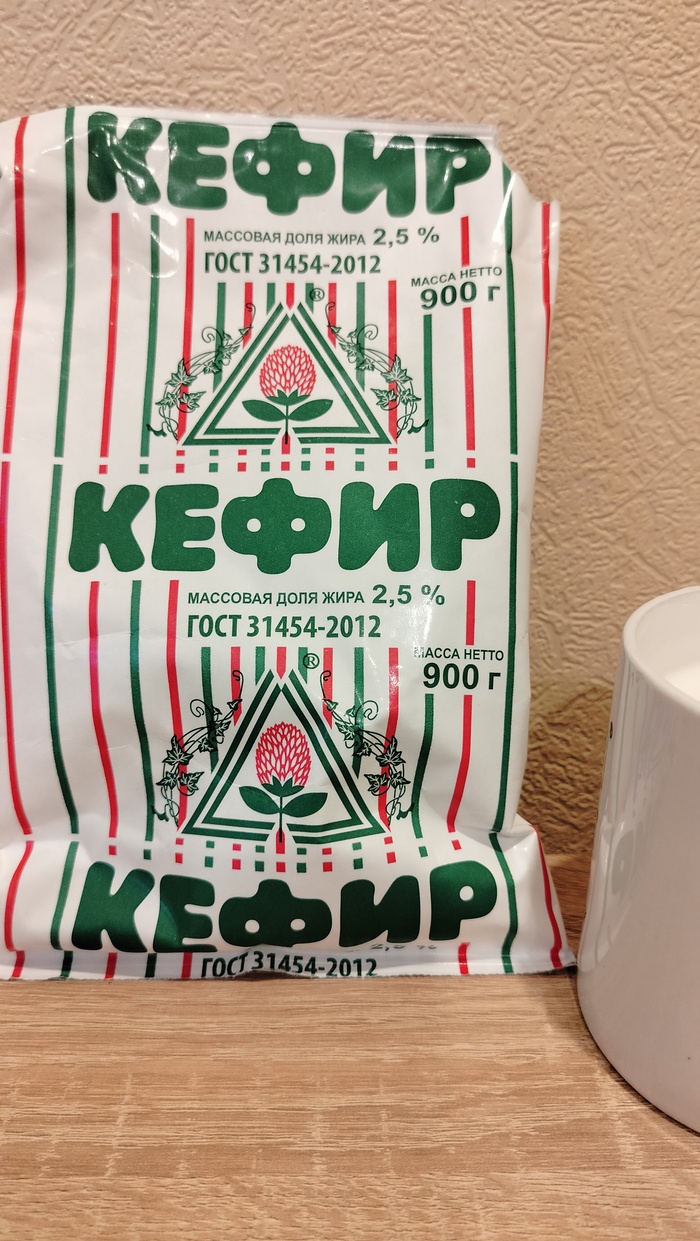 КЕФИР
МАССОВАЯ ДОЛЯ ЖИРА 2,5 %
ГОСТ 31454-2012
МАССА НЕТТО
900 г
®
КЕФИР
МАССОВАЯ ДОЛЯ ЖИРА 2,5 %
ГОСТ 31454-2012
МАССА НЕТТО
900 г
®
КЕФИР
ГОСТ 31454-2012